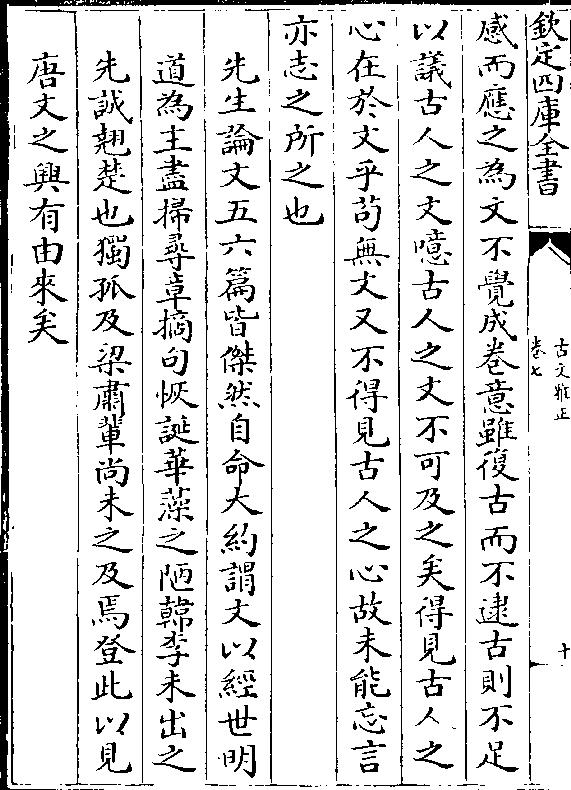 欽定四庫全書
古文雅正
卷七
十
感而應之為文不覺成卷意雖復古而不逮古則不足
以議古人之文噫古人之文不可及之矣得見古人之
心在於文乎茍無文又不得見古人之心故未能忘言
亦志之所之也
先生論文五六篇皆傑然自命大約謂文以經世明
道為主盡掃尋章摘句恢誕華藻之陋韓李未出之
先誠翹楚也獨孤及梁肅輩尚未之及焉登此以見
唐文之興有由來矣